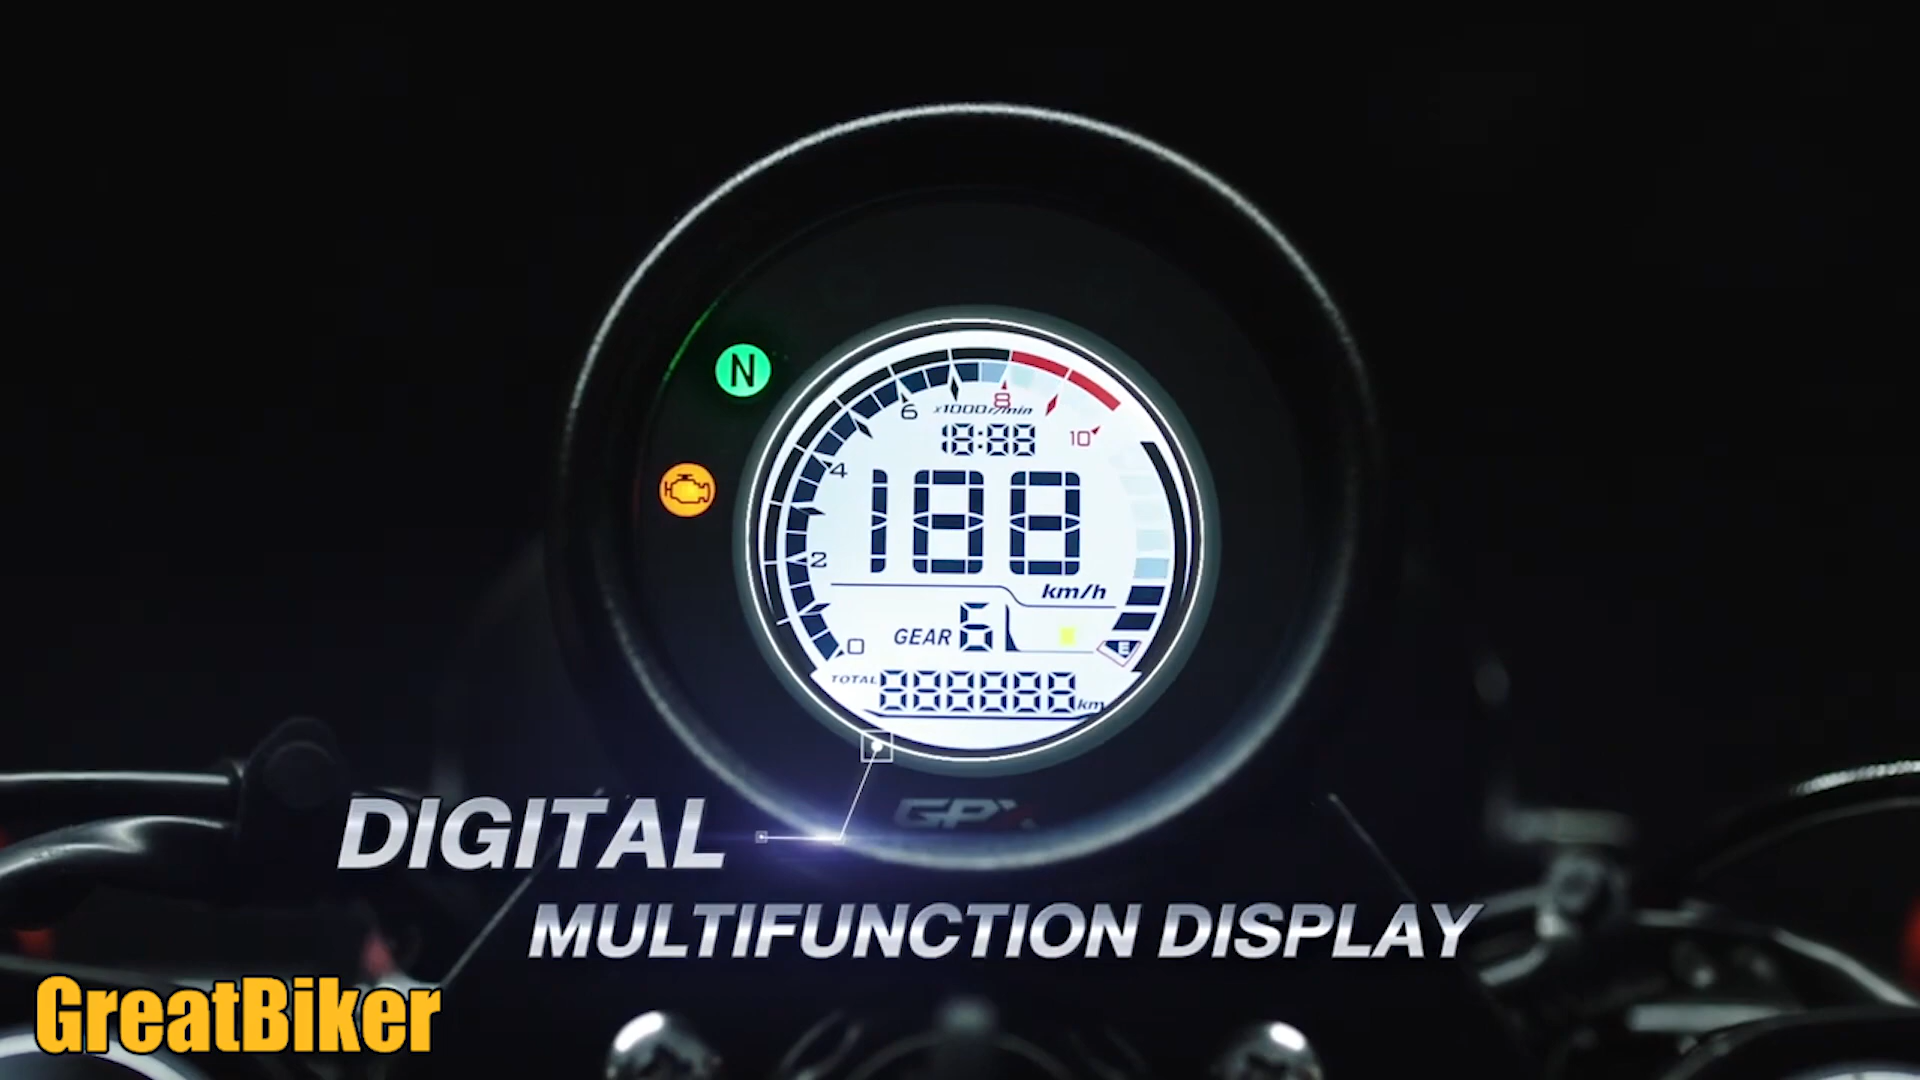 N
6
x1000r/min
8
18:88
10
4
188
2
km/h
GEAR 6
E
0
TOTAL 888888 km
GPX
DIGITAL
MULTIFUNCTION DISPLAY
GreatBiker